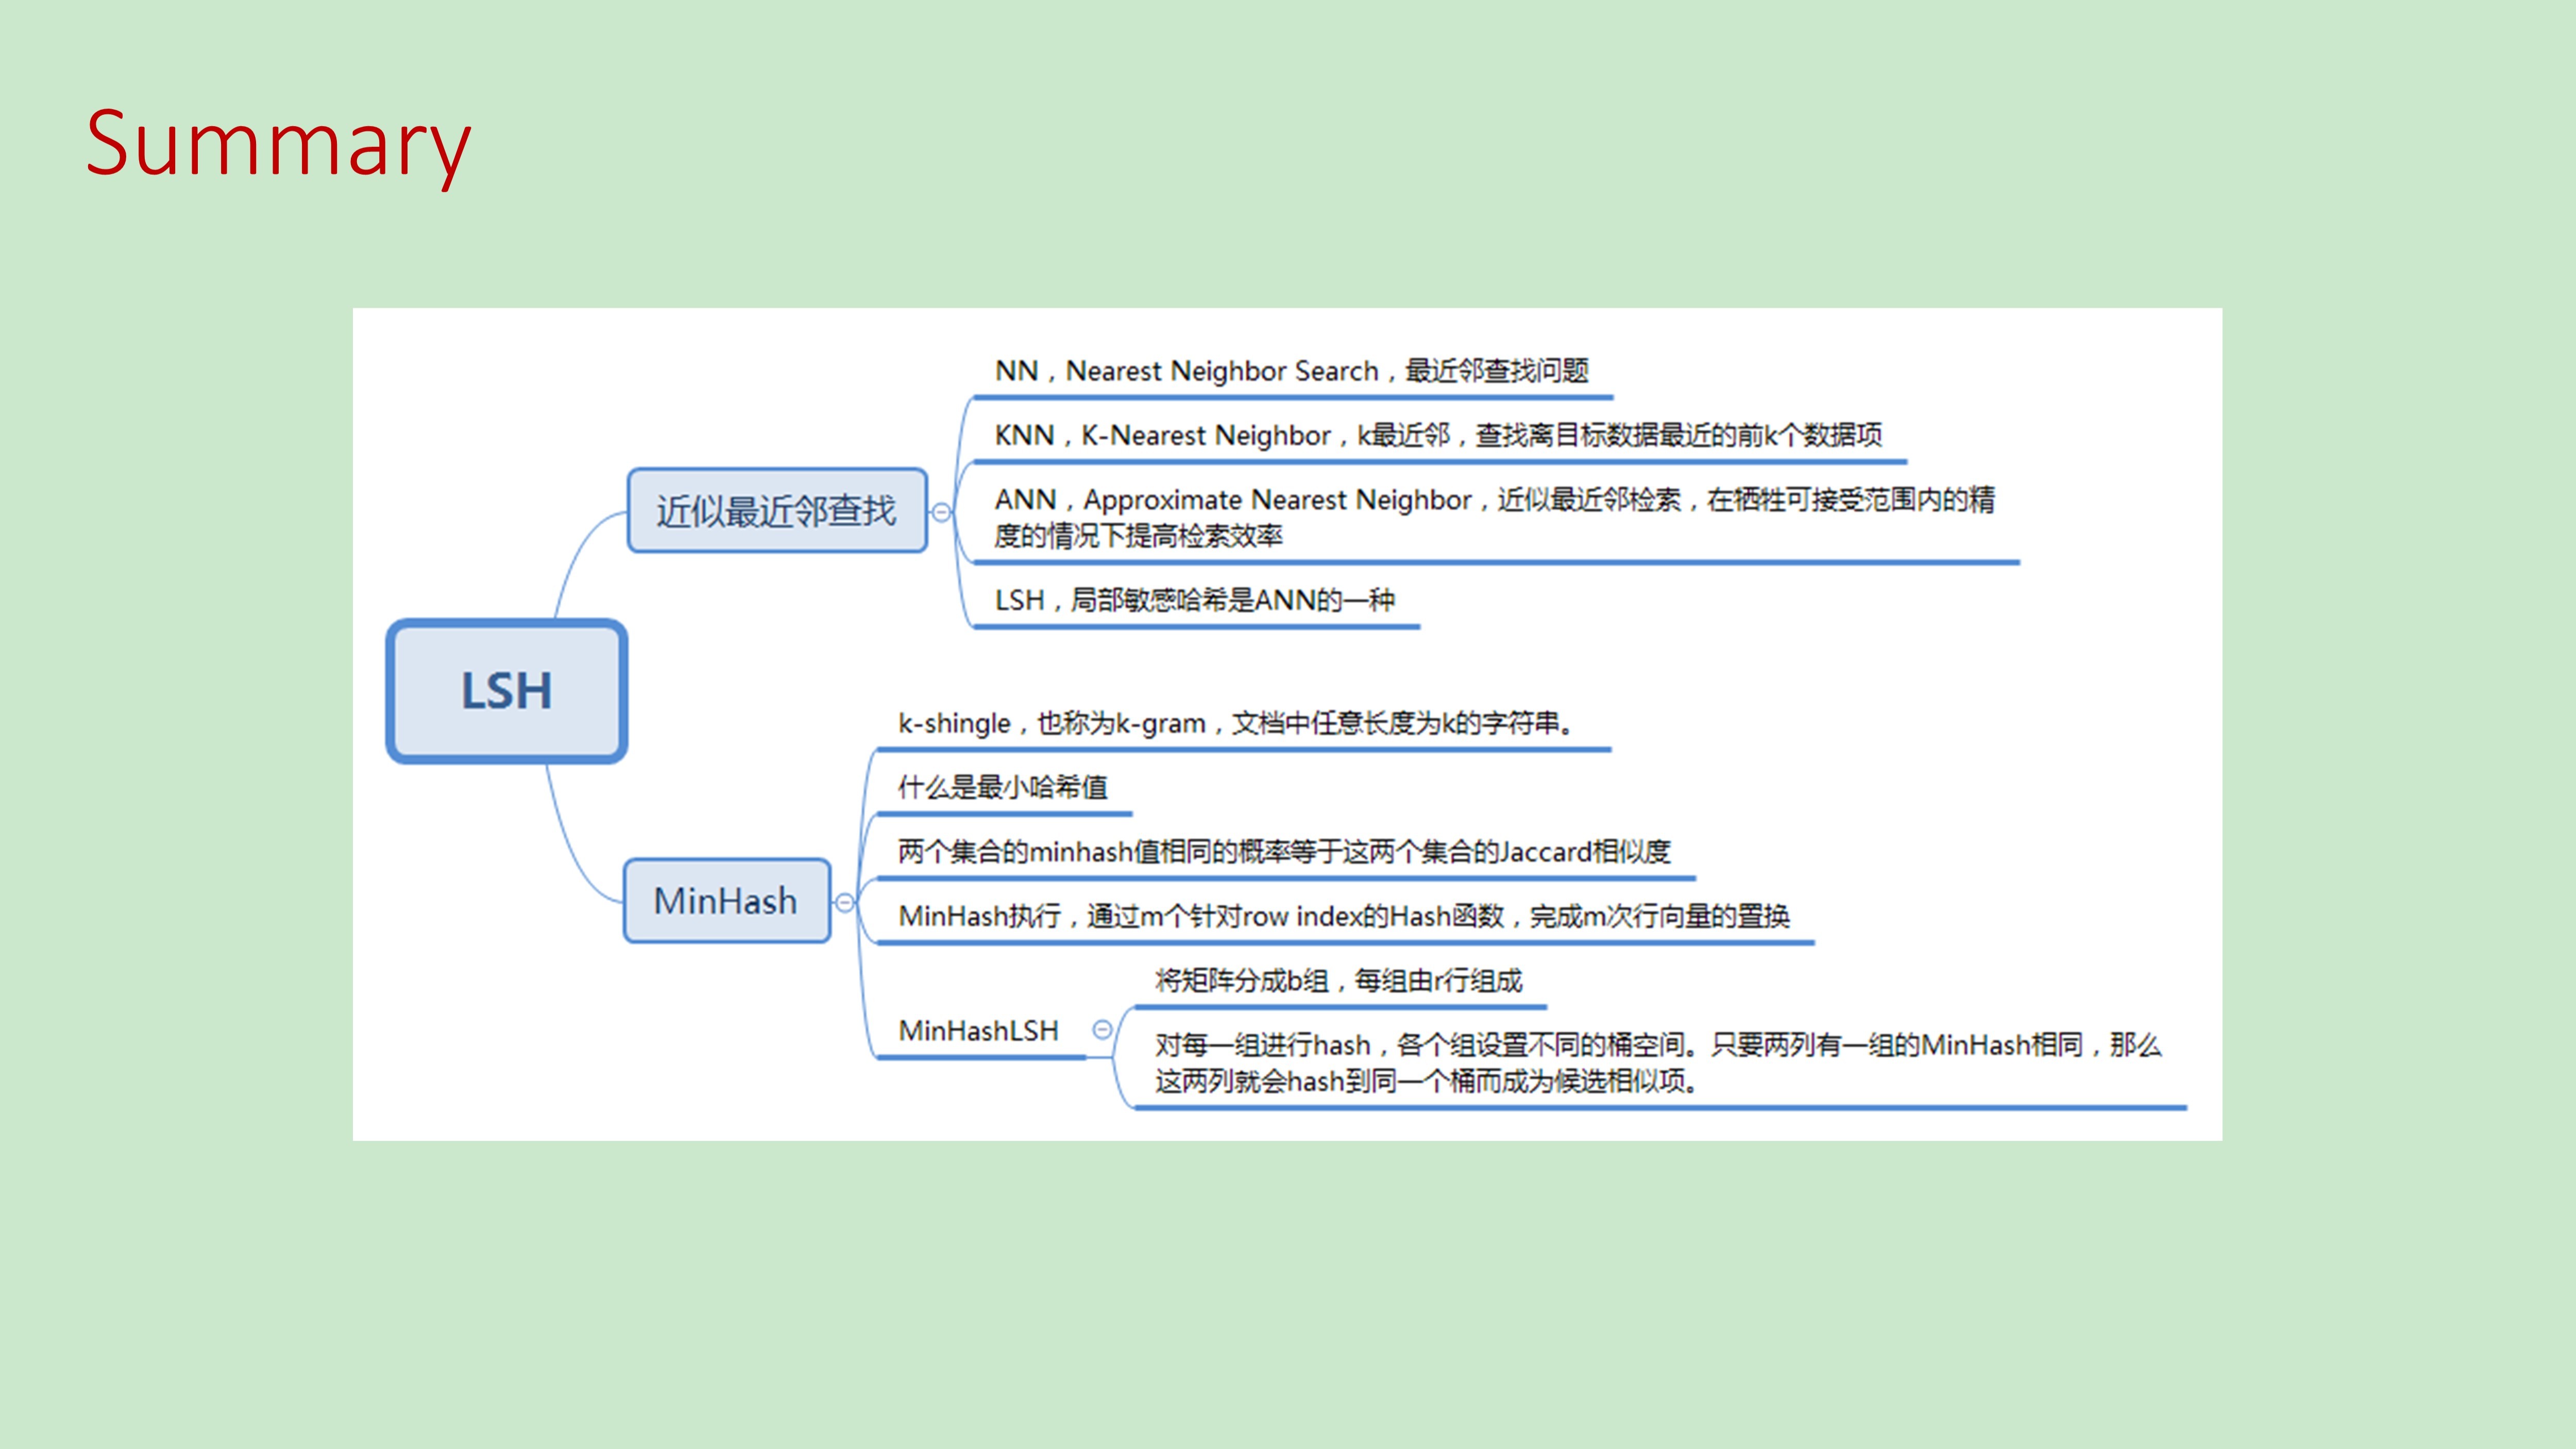 Summary
NN，Nearest Neighbor Search，最近邻查找问题
KNN，K-Nearest Neighbor，k最近邻，查找离目标数据最近的前k个数据项
ANN，Approximate Nearest Neighbor，近似最近邻检索，在牺牲可接受范围内的精
度的情况下提高检索效率
近似最近邻查找
LSH，局部敏感哈希是ANN的一种
LSH
k-shingle，也称为k-gram，文档中任意长度为k的字符串。
什么是最小哈希值
两个集合的minhash值相同的概率等于这两个集合的Jaccard相似度
MinHash
MinHash执行，通过m个针对row index的Hash函数，完成m次行向量的置换
将矩阵分成b组，每组由r行组成
MinHashLSH
对每一组进行hash，各个组设置不同的桶空间。只要两列有一组的MinHash相同，那么
这两列就会hash到同一个桶而成为候选相似项。